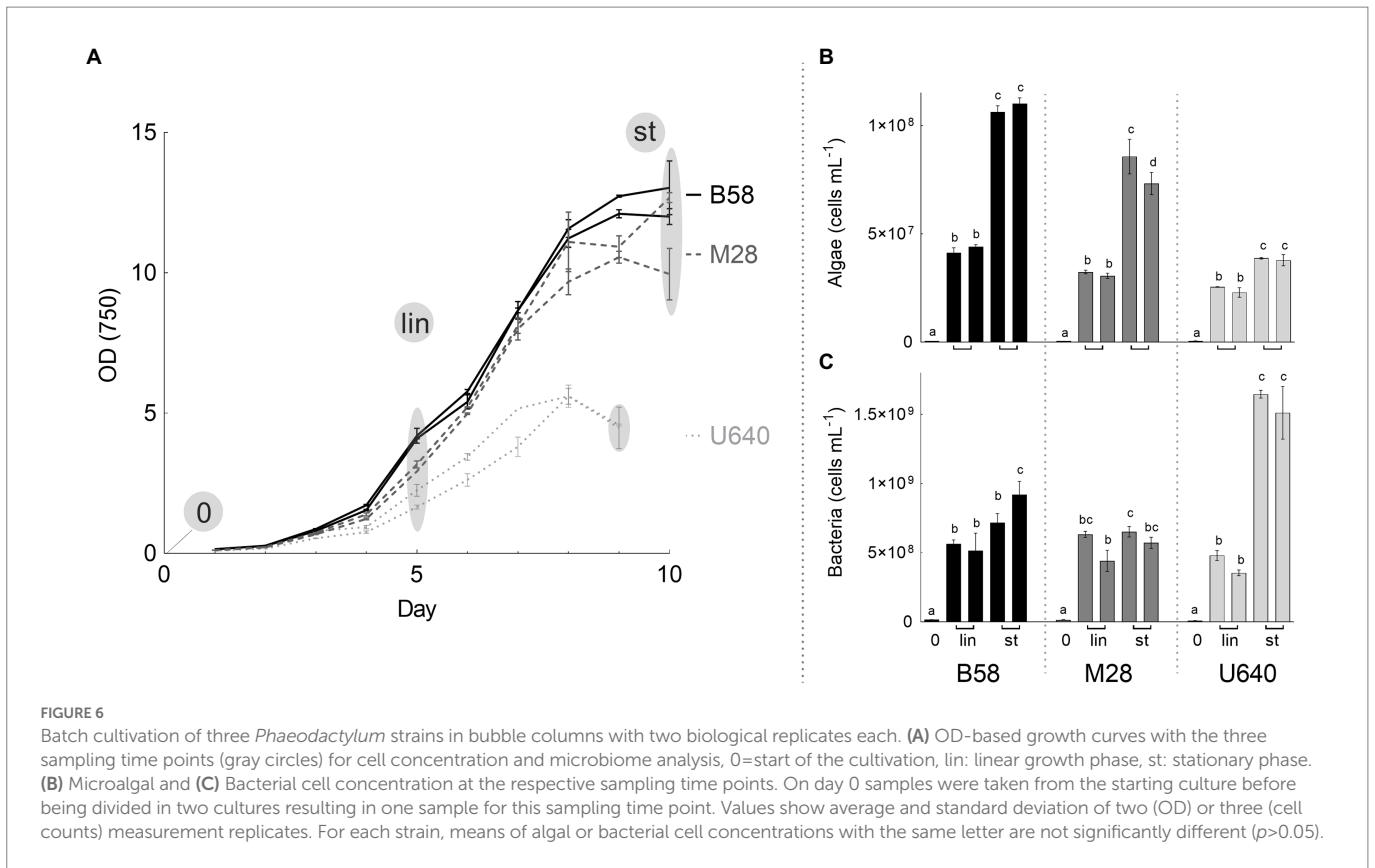 A
15
10
5
0
OD (750)
0
5
10
Day
0
lin
st
B58
M28
U640
B
Algae (cells mL⁻¹)
1×10⁸
5×10⁷
0
a b b c c
a b b c d
a b b c c
C
Bacteria (cells mL⁻¹)
1.5×10⁹
1×10⁹
5×10⁸
0
a b b b c
a bc b c bc
a b b c c
0 lin st 0 lin st 0 lin st
B58 M28 U640
FIGURE 6
Batch cultivation of three Phaeodactylum strains in bubble columns with two biological replicates each. (A) OD-based growth curves with the three
sampling time points (gray circles) for cell concentration and microbiome analysis, 0=start of the cultivation, lin: linear growth phase, st: stationary phase.
(B) Microalgal and (C) Bacterial cell concentration at the respective sampling time points. On day 0 samples were taken from the starting culture before
being divided in two cultures resulting in one sample for this sampling time point. Values show average and standard deviation of two (OD) or three (cell
counts) measurement replicates. For each strain, means of algal or bacterial cell concentrations with the same letter are not significantly different (p>0.05).